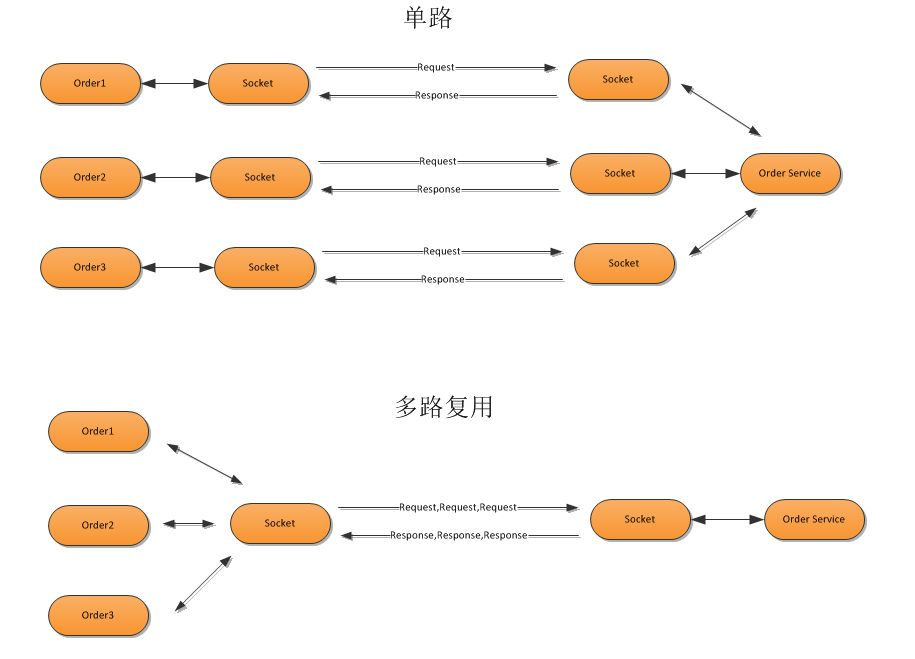 单路
Order1
Socket
Request
Response
Socket
Order2
Socket
Request
Response
Socket
Order Service
Order3
Socket
Request
Response
Socket
多路复用
Order1
Order2
Socket
Request,Request,Request
Response,Response,Response
Socket
Order Service
Order3